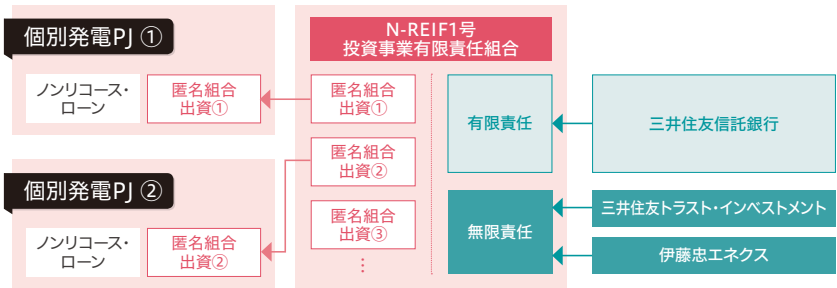 個別発電PJ ①
ノンリコース・
ローン
匿名組合
出資①
個別発電PJ ②
ノンリコース・
ローン
匿名組合
出資②
N-REIF1号
投資事業有限責任組合
匿名組合
出資①
匿名組合
出資②
匿名組合
出資③
⋮
有限責任
無限責任
三井住友信託銀行
三井住友トラスト・インベストメント
伊藤忠エネクス